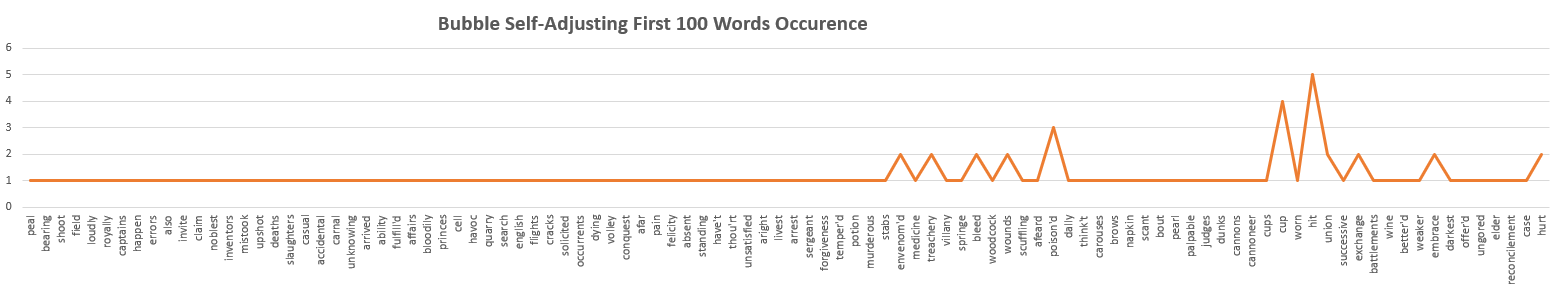 Bubble Self-Adjusting First 100 Words Occurence
6
5
4
3
2
1
0
peal
bearing
shoot
field
loudly
royally
captains
happen
errors
also
invite
claim
noblest
inventors
mistook
upshot
deaths
slaughters
casual
accidental
carnal
unknowing
arrived
ability
fulfill'd
affairs
bloodily
princes
cell
havoc
quarry
search
english
flights
cracks
solicited
occurrents
dying
volley
conquest
afar
pain
felicity
absent
standing
have't
thou'rt
unsatisfied
aright
livest
arrest
sergeant
forgiveness
temper'd
potion
murderous
stabs
envenom'd
medicine
treachery
villany
springe
bleed
woodcock
wounds
scuffling
afeard
poison'd
dally
think't
carouses
brows
napkin
scant
bout
pearl
palpable
judges
dunks
cannons
cannoneer
cups
cup
worn
hit
union
successive
exchange
battlements
wine
better'd
weaker
embrace
darkest
offer'd
ungored
elder
reconcilement
case
hurt